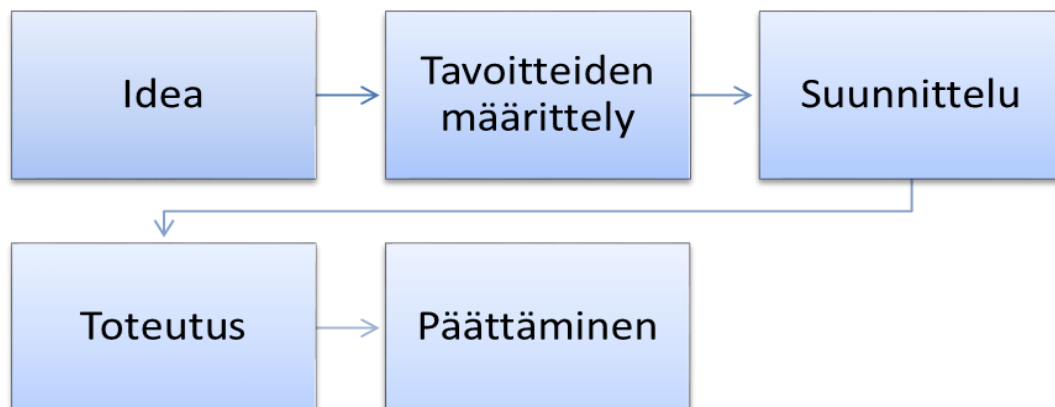 Idea
Tavoitteiden
määrittely
Suunnittelu
Toteutus
Päättäminen